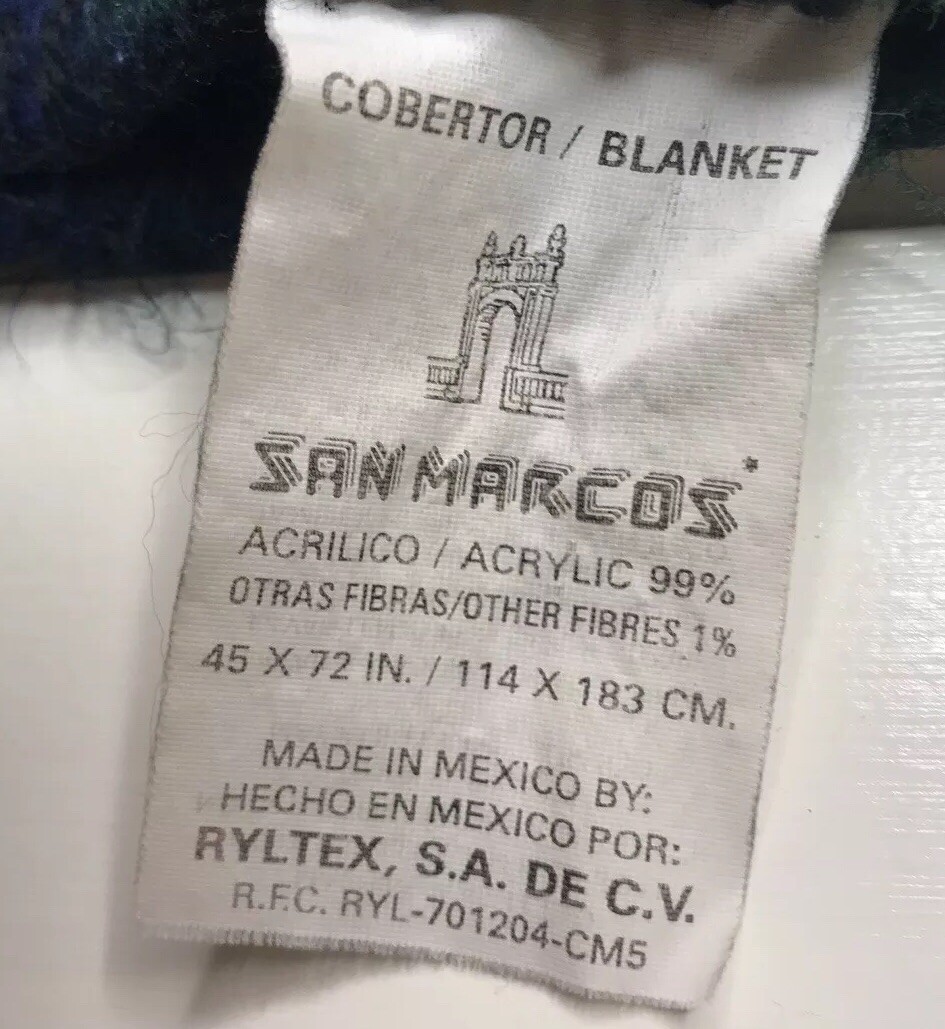 COBERTOR / BLANKET
SAN MARCOS*
ACRILICO / ACRYLIC 99%
OTRAS FIBRAS/OTHER FIBRES 1%
45 X 72 IN. / 114 X 183 CM.
MADE IN MEXICO BY:
HECHO EN MEXICO POR:
RYLTEX, S.A. DE C.V.
R.F.C. RYL-701204-CM5